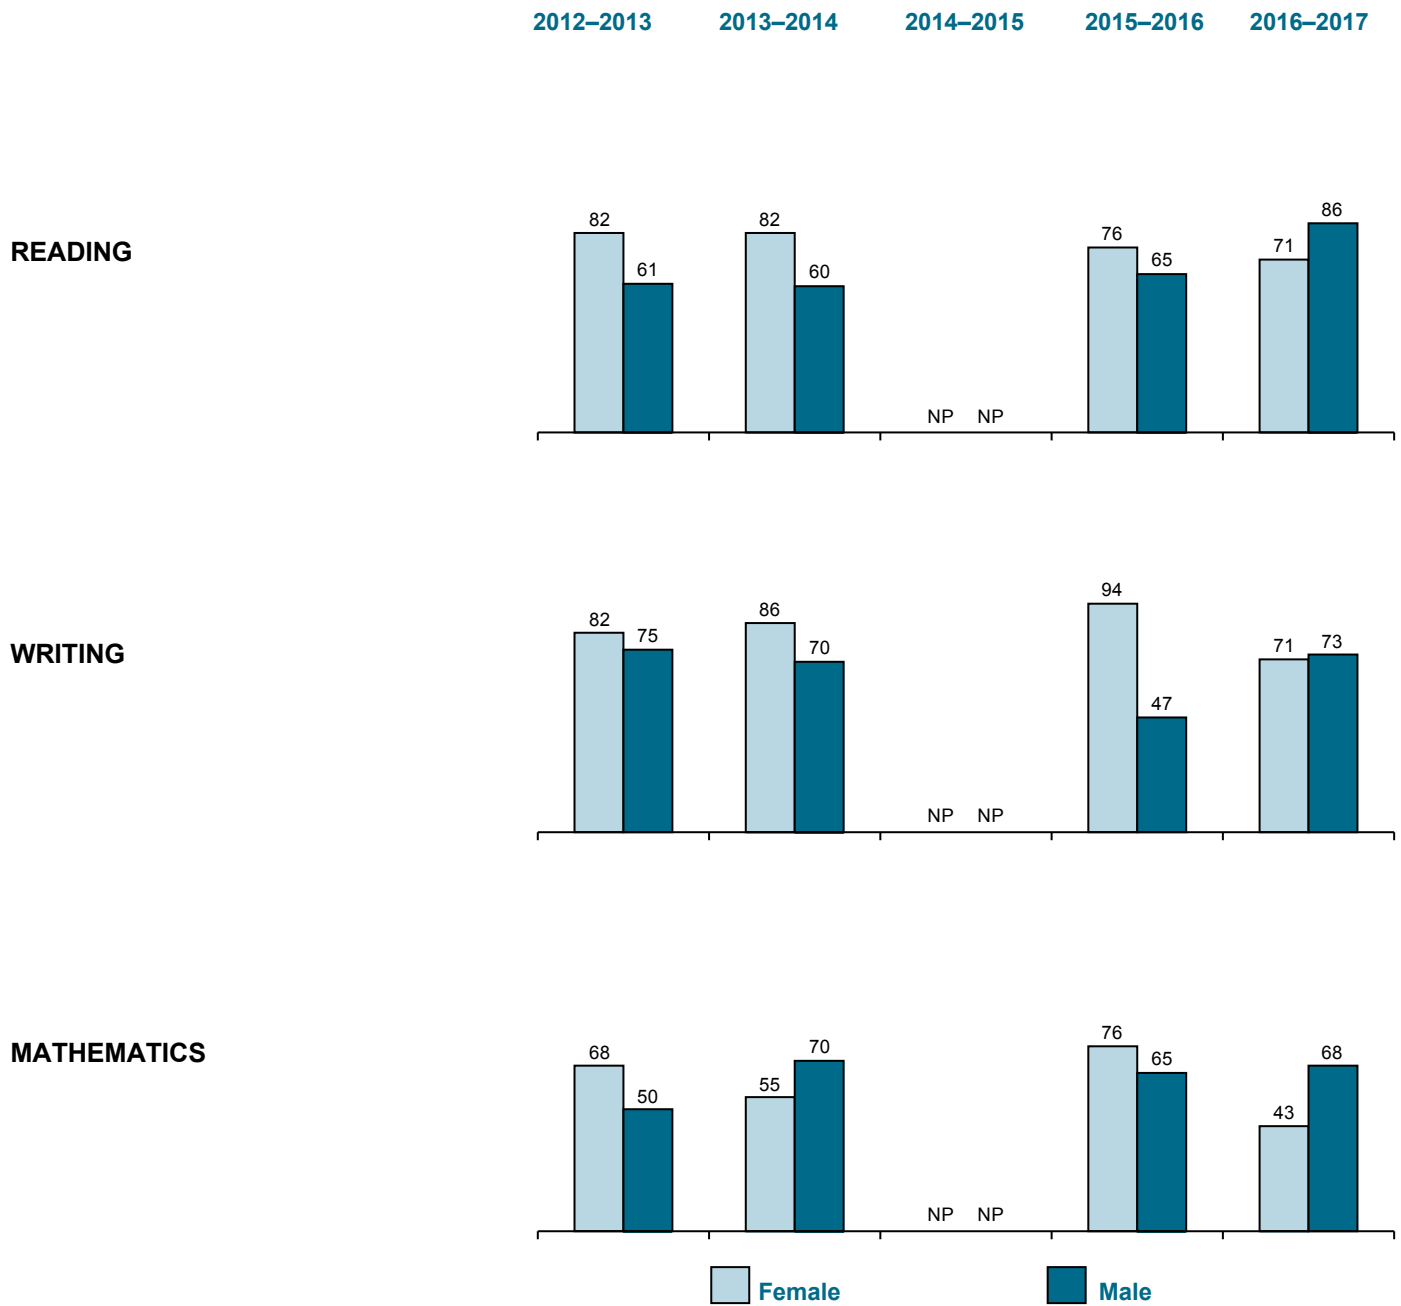 2012–2013 2013–2014 2014–2015 2015–2016 2016–2017
READING
82 61 82 60 NP NP 76 65 71 86
WRITING
82 75 86 70 NP NP 94 47 71 73
MATHEMATICS
68 50 55 70 NP NP 76 65 43 68
Female Male